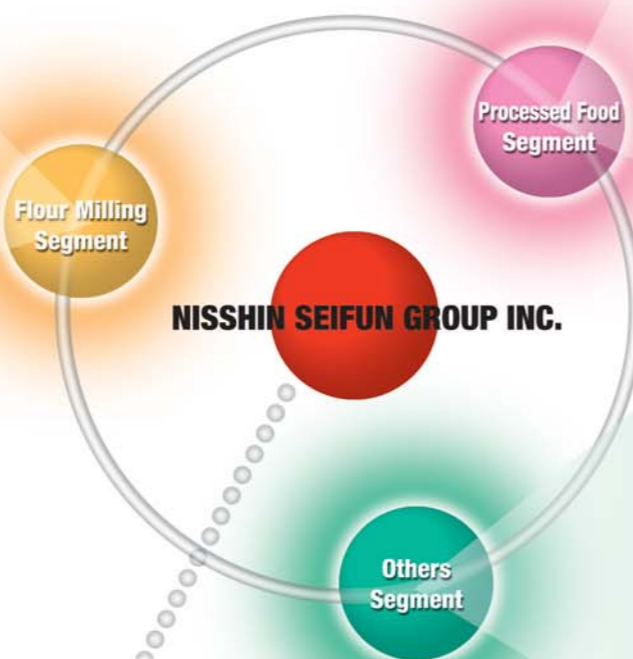 Processed Food
Segment
Flour Milling
Segment
NISSHIN SEIFUN GROUP INC.
Others
Segment